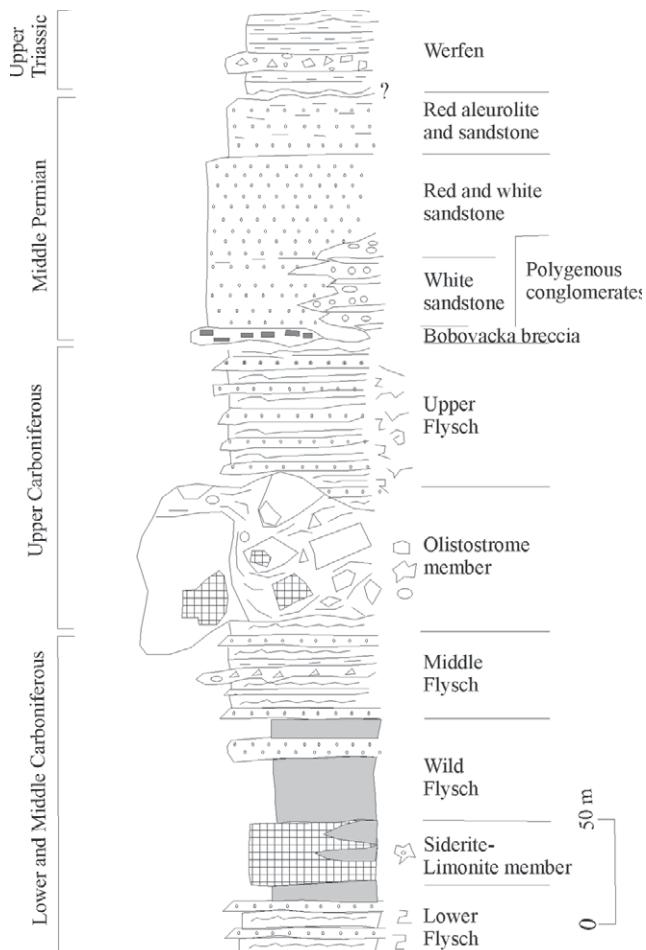 Upper
Triassic
Werfen
?
Red aleurolite
and sandstone
Middle Permian
Red and white
sandstone
White
sandstone
Polygenous
conglomerates
Bobovacka breccia
Upper Carboniferous
Upper
Flysch
Olistostrome
member
Lower and Middle Carboniferous
Middle
Flysch
Wild
Flysch
Siderite-
Limonite member
Lower
Flysch
50 m
0